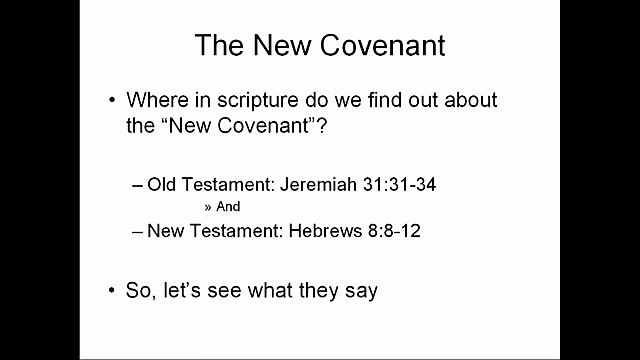 The New Covenant
• Where in scripture do we find out about
the “New Covenant”?
– Old Testament: Jeremiah 31:31-34
» And
– New Testament: Hebrews 8:8-12
• So, let’s see what they say